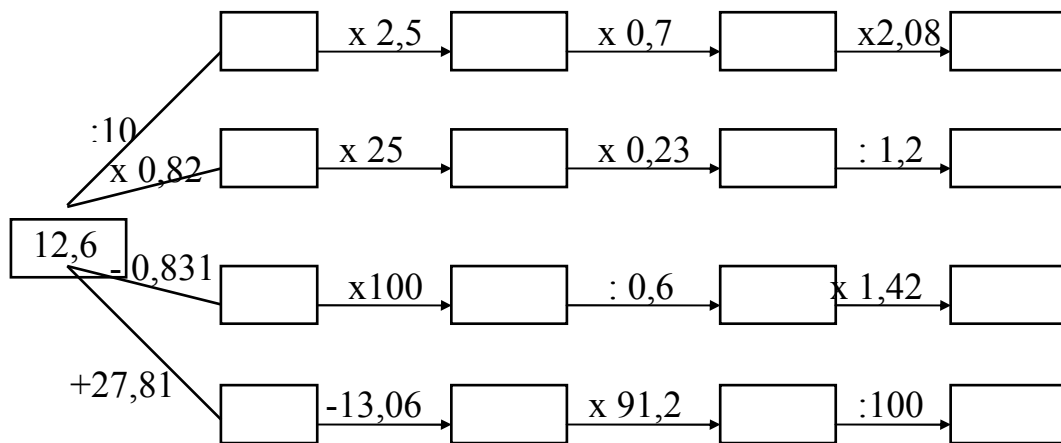 x 2,5 x 0,7 x2,08
:10
x 0,82 x 25 x 0,23 : 1,2
12,6
- 0,831 x100 : 0,6 x 1,42
+27,81 -13,06 x 91,2 :100